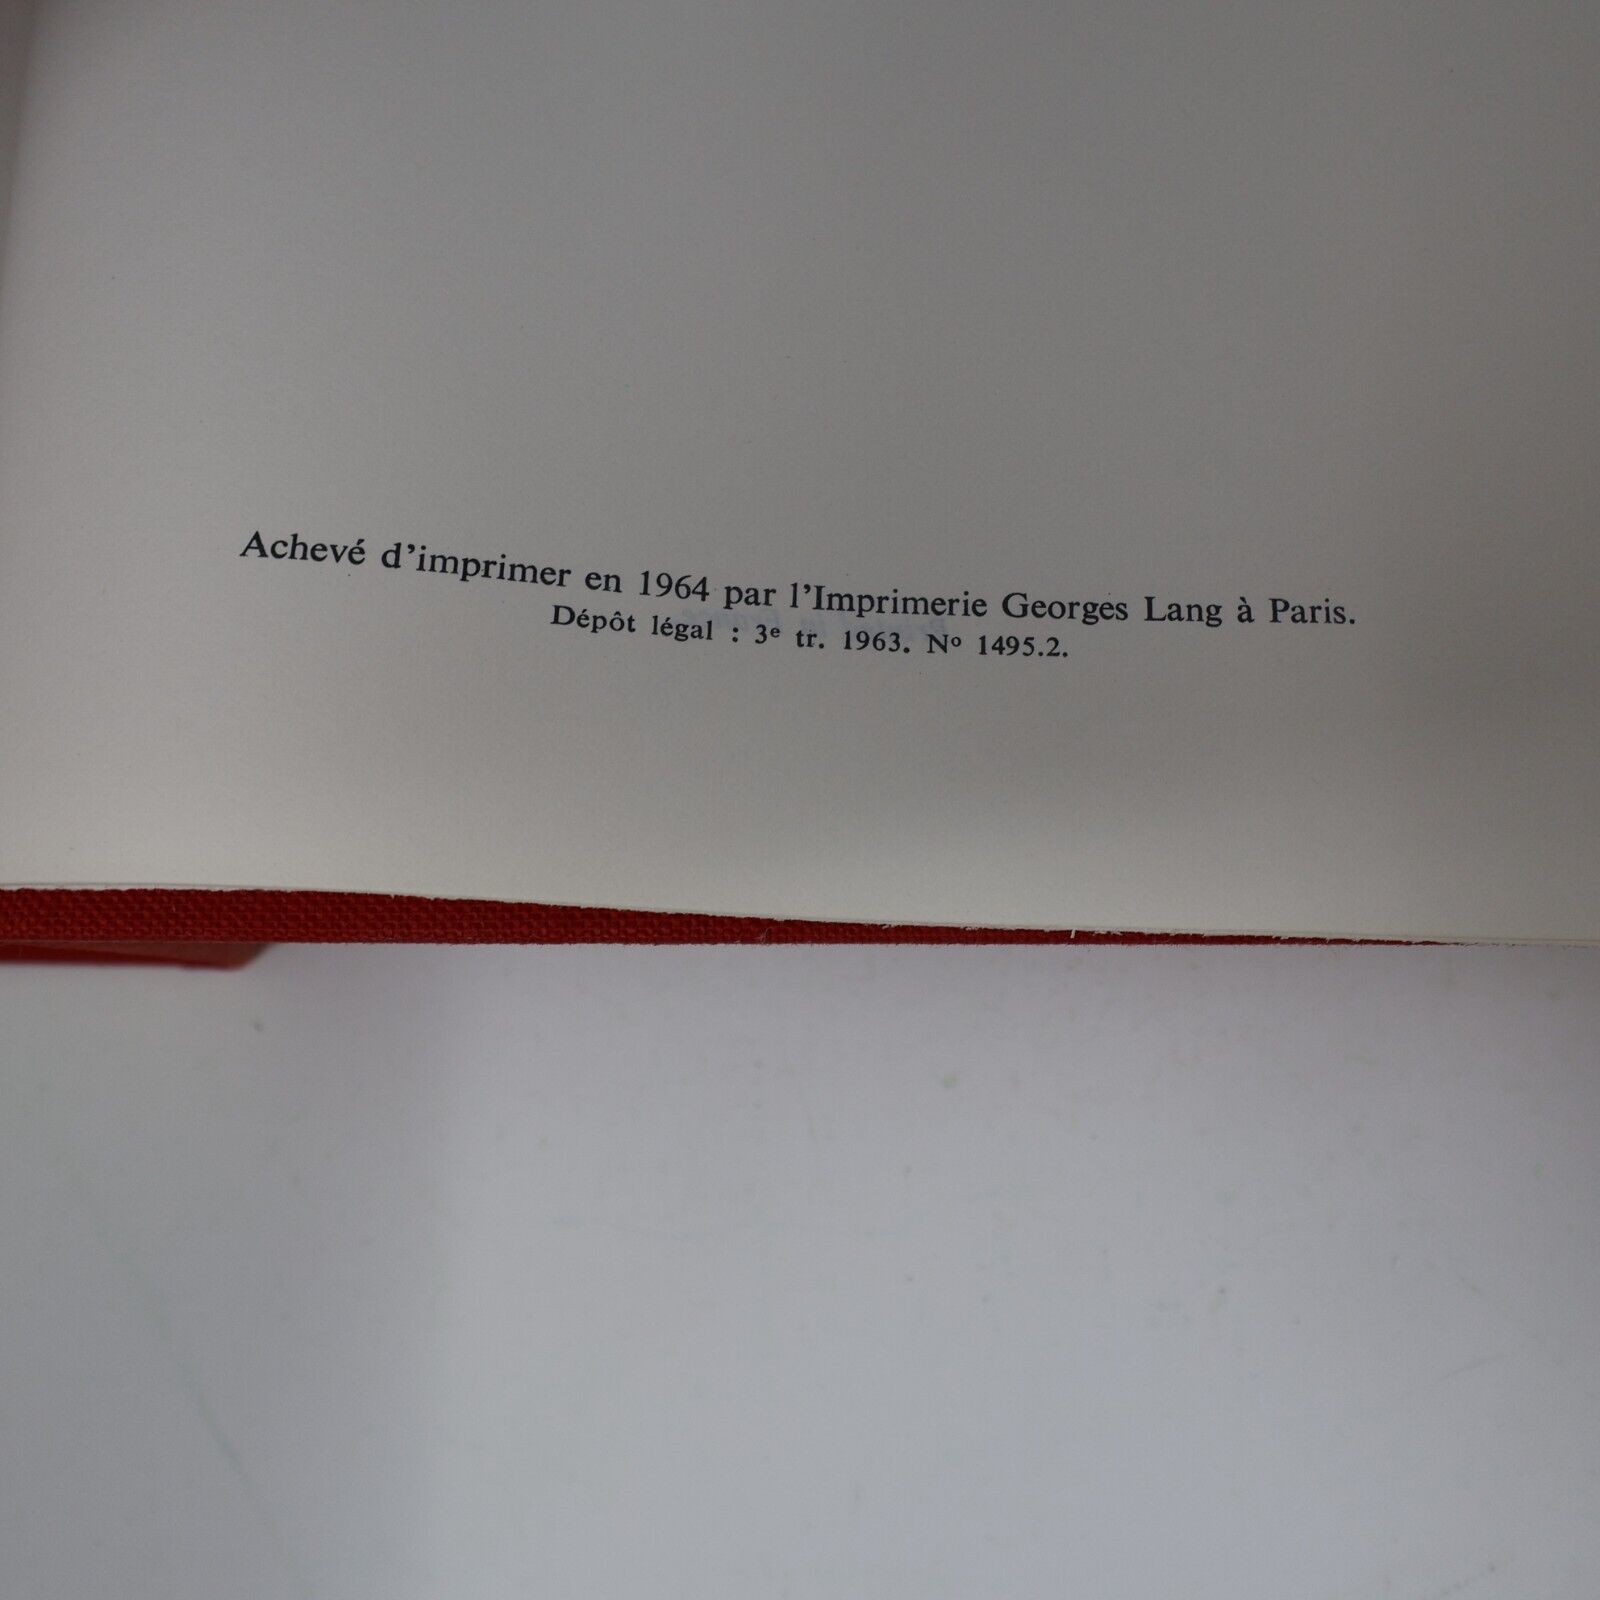 Achevé d'imprimer en 1964 par l'Imprimerie Georges Lang à Paris.
Dépôt légal : 3e tr. 1963. No 1495.2.